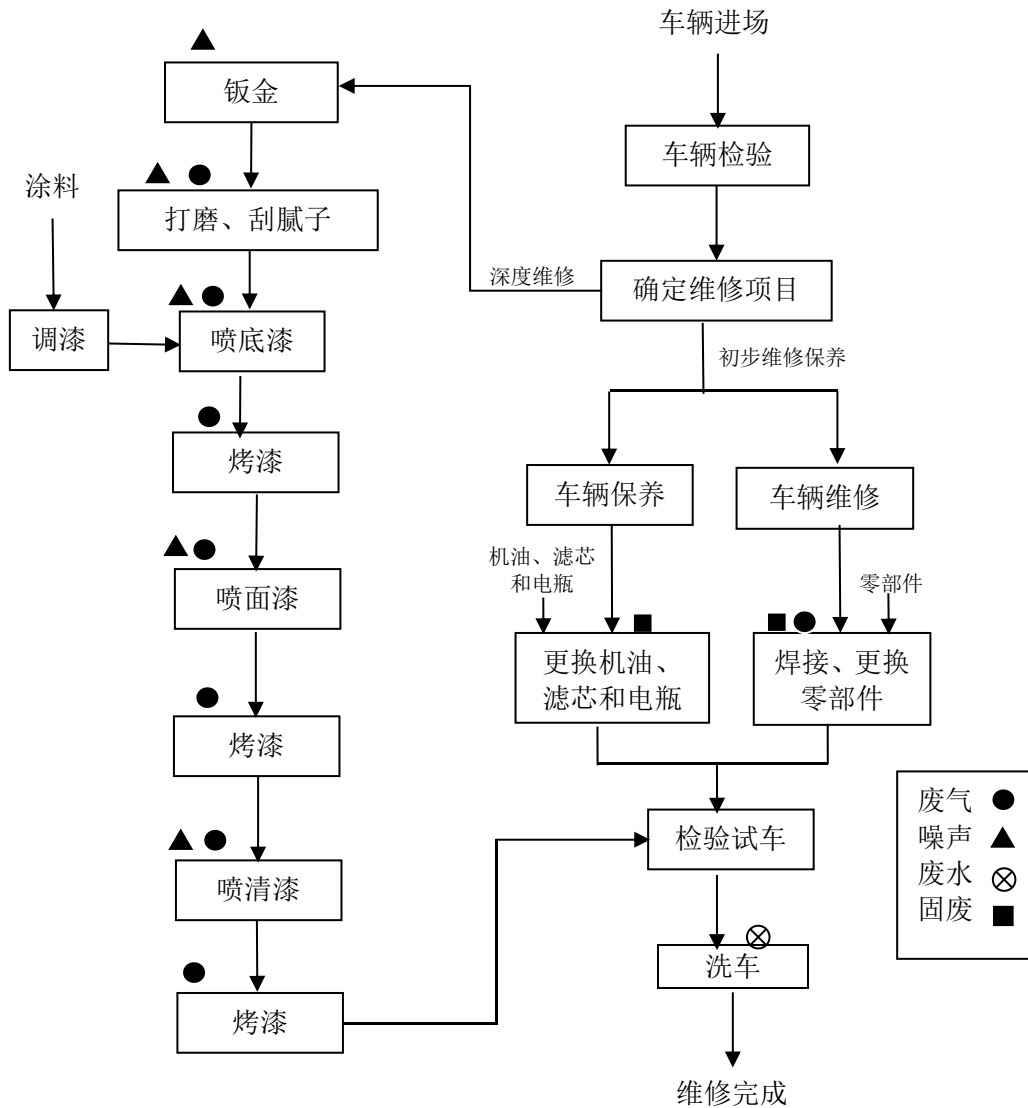 车辆进场
钣金
车辆检验
涂料
打磨、刮腻子
深度维修
确定维修项目
调漆
喷底漆
初步维修保养
烤漆
车辆保养
车辆维修
机油、滤芯
和电瓶
零部件
喷面漆
更换机油、
滤芯和电瓶
焊接、更换
零部件
烤漆
废气
噪声
废水
固废
检验试车
喷清漆
洗车
烤漆
维修完成